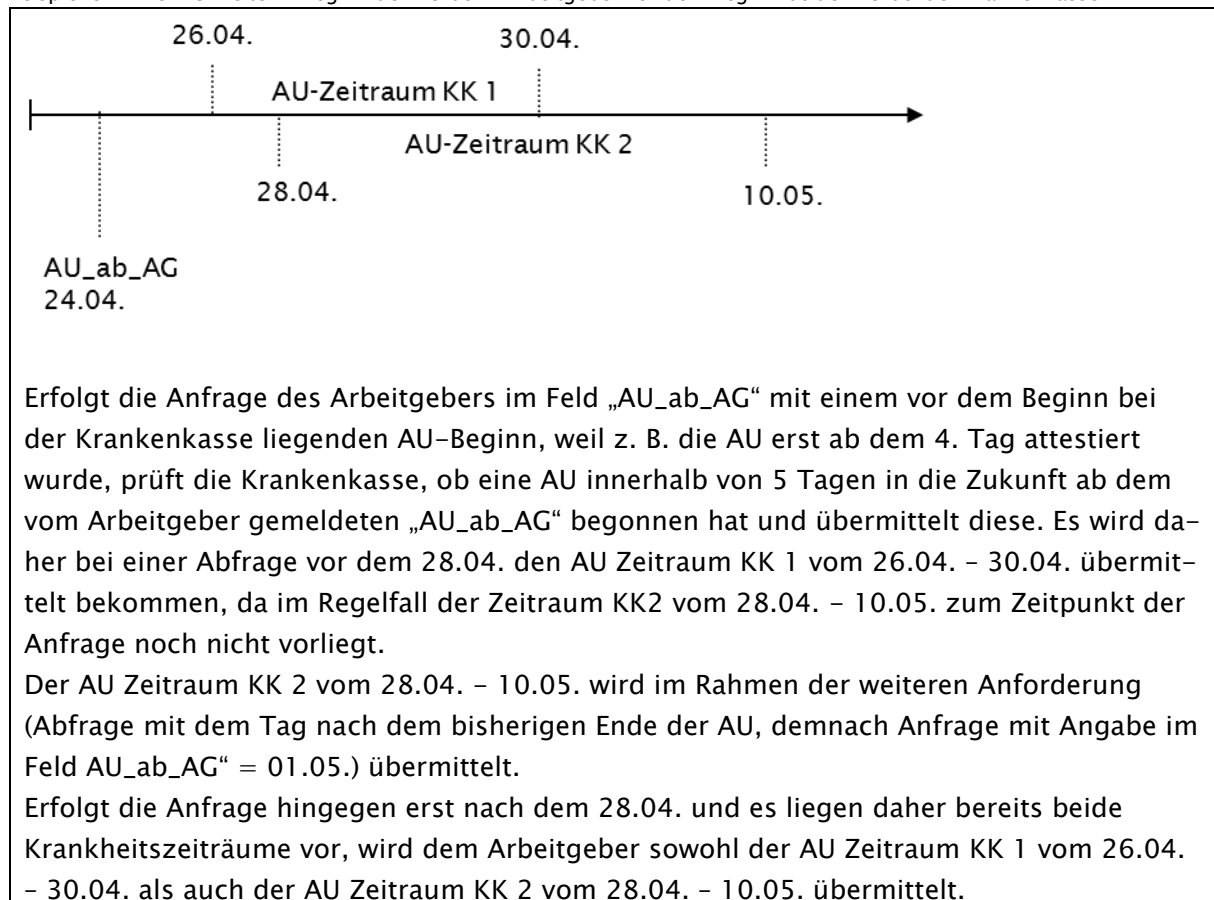 26.04.
30.04.
AU-Zeitraum KK 1
AU-Zeitraum KK 2
28.04.
10.05.
AU_ab_AG
24.04.
Erfolgt die Anfrage des Arbeitgebers im Feld „AU_ab_AG“ mit einem vor dem Beginn bei
der Krankenkasse liegenden AU-Beginn, weil z. B. die AU erst ab dem 4. Tag attestiert
wurde, prüft die Krankenkasse, ob eine AU innerhalb von 5 Tagen in die Zukunft ab dem
vom Arbeitgeber gemeldeten „AU_ab_AG“ begonnen hat und übermittelt diese. Es wird da-
her bei einer Abfrage vor dem 28.04. den AU Zeitraum KK 1 vom 26.04. – 30.04. übermit-
telt bekommen, da im Regelfall der Zeitraum KK2 vom 28.04. – 10.05. zum Zeitpunkt der
Anfrage noch nicht vorliegt.
Der AU Zeitraum KK 2 vom 28.04. – 10.05. wird im Rahmen der weiteren Anforderung
(Abfrage mit dem Tag nach dem bisherigen Ende der AU, demnach Anfrage mit Angabe im
Feld AU_ab_AG“ = 01.05.) übermittelt.
Erfolgt die Anfrage hingegen erst nach dem 28.04. und es liegen daher bereits beide
Krankheitszeiträume vor, wird dem Arbeitgeber sowohl der AU Zeitraum KK 1 vom 26.04.
– 30.04. als auch der AU Zeitraum KK 2 vom 28.04. – 10.05. übermittelt.